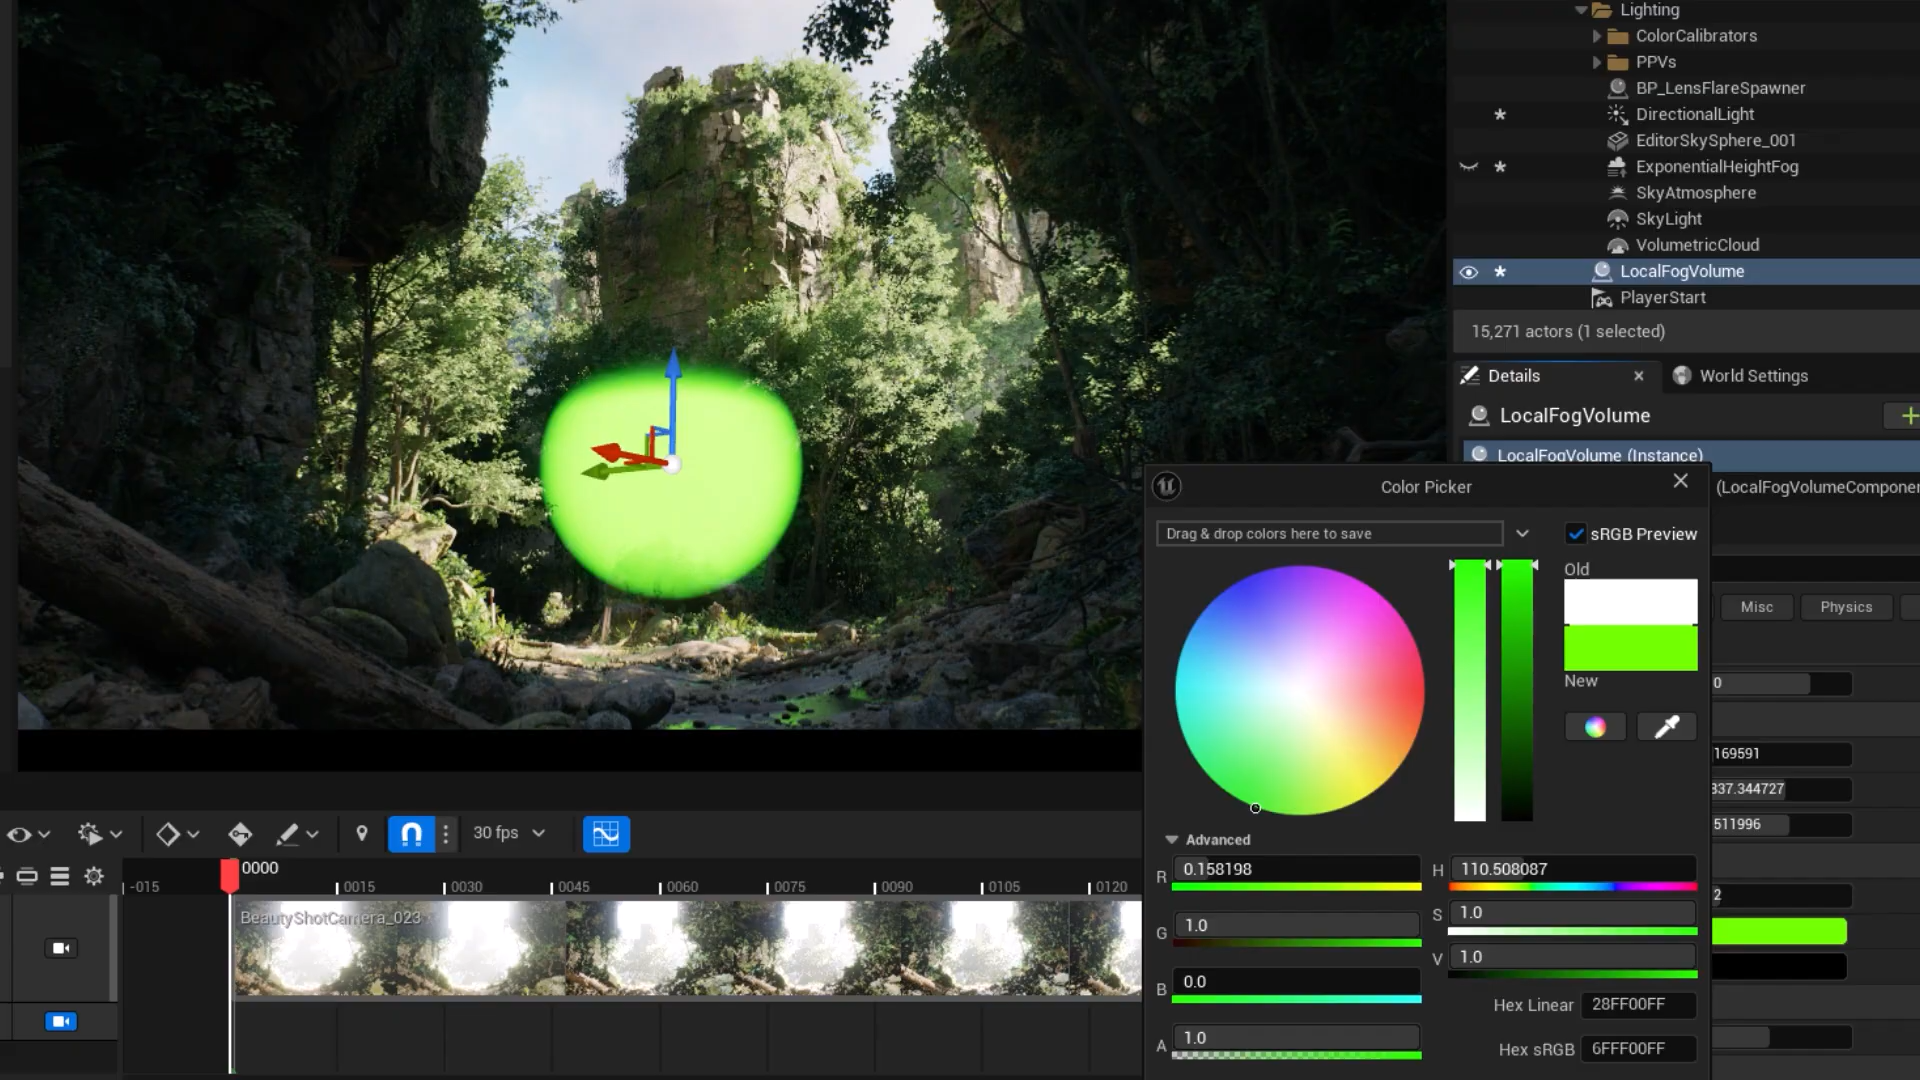 Lighting
ColorCalibrators
PPVs
BP_LensFlareSpawner
DirectionalLight
EditorSkySphere_001
ExponentialHeightFog
SkyAtmosphere
SkyLight
VolumetricCloud
LocalFogVolume
PlayerStart
15,271 actors (1 selected)
Details
World Settings
LocalFogVolume
LocalFogVolume (Instance)
(LocalFogVolumeComponen
Color Picker
Drag & drop colors here to save
sRGB Preview
Old
New
Misc
Physics
0
169591
337.344727
511996
2
Advanced
R
0.158198
H
110.508087
G
1.0
S
1.0
B
0.0
V
1.0
A
1.0
Hex Linear
28FF00FF
Hex sRGB
6FFF00FF
30 fps
0000
-015
0015
0030
0045
0060
0075
0090
0105
0120
BeautyShotCamera_023